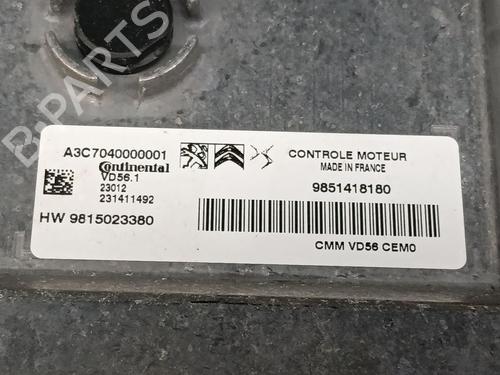 B-PARTS
A3C7040000001
Continental
VD56.1
23012
231411492
HW 9815023380
CONTROLE MOTEUR
MADE IN FRANCE
9851418180
CMM VD56 CEM0